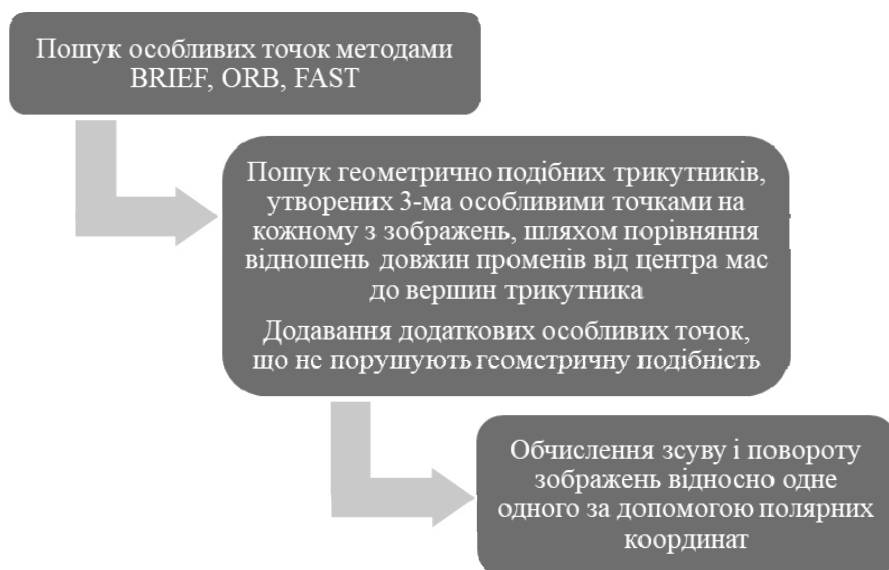 Пошук особливих точок методами
BRIEF, ORB, FAST
Пошук геометрично подібних трикутників,
утворених 3-ма особливими точками на
кожному з зображень, шляхом порівняння
відношень довжин променів від центра мас
до вершин трикутника
Додавання додаткових особливих точок,
що не порушують геометричну подібність
Обчислення зсуву і повороту
зображень відносно одне
одного за допомогою полярних
координат